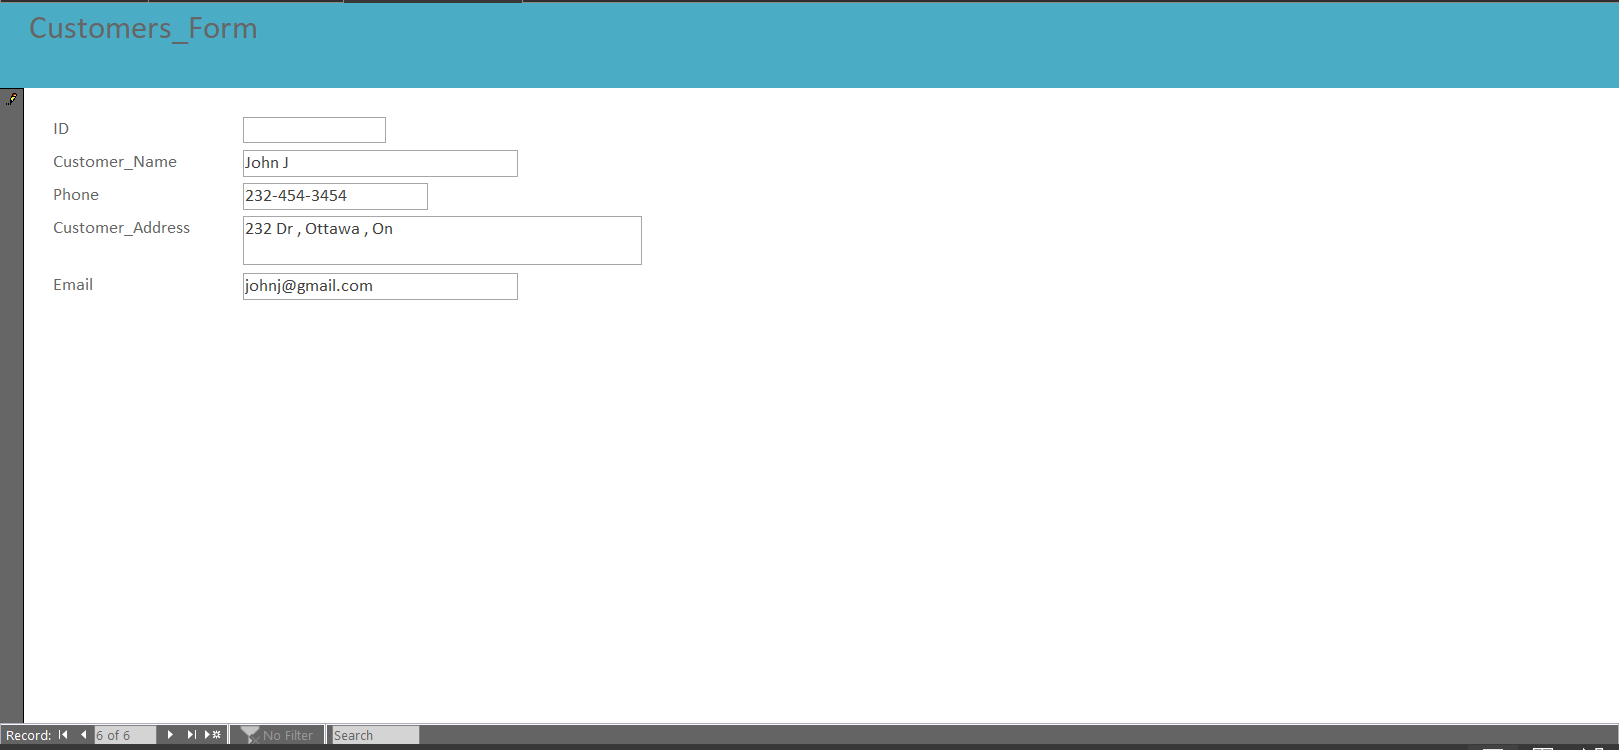 Customers_Form
ID
Customer_Name John J
Phone 232-454-3454
Customer_Address 232 Dr , Ottawa , On
Email johnj@gmail.com
Record: 6 of 6 No Filter Search